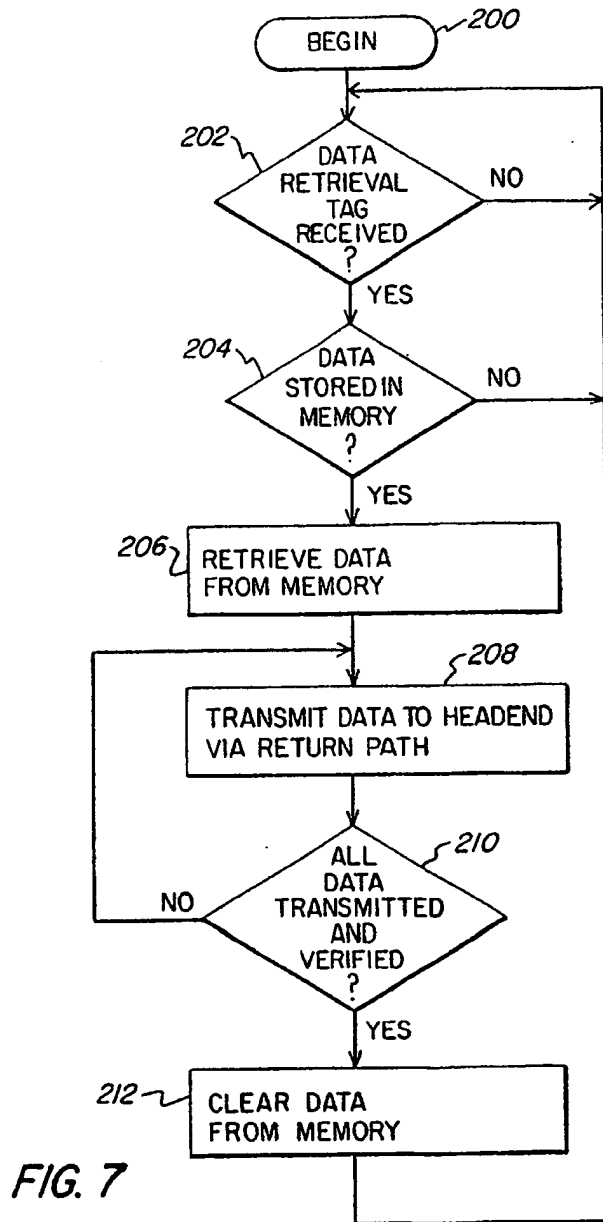 200
BEGIN
202
DATA
RETRIEVAL
TAG
RECEIVED
?
NO
YES
204
DATA
STORED IN
MEMORY
?
NO
YES
206
RETRIEVE DATA
FROM MEMORY
208
TRANSMIT DATA TO HEADEND
VIA RETURN PATH
210
ALL
DATA
TRANSMITTED
AND
VERIFIED
?
NO
YES
212
CLEAR DATA
FROM MEMORY
FIG. 7